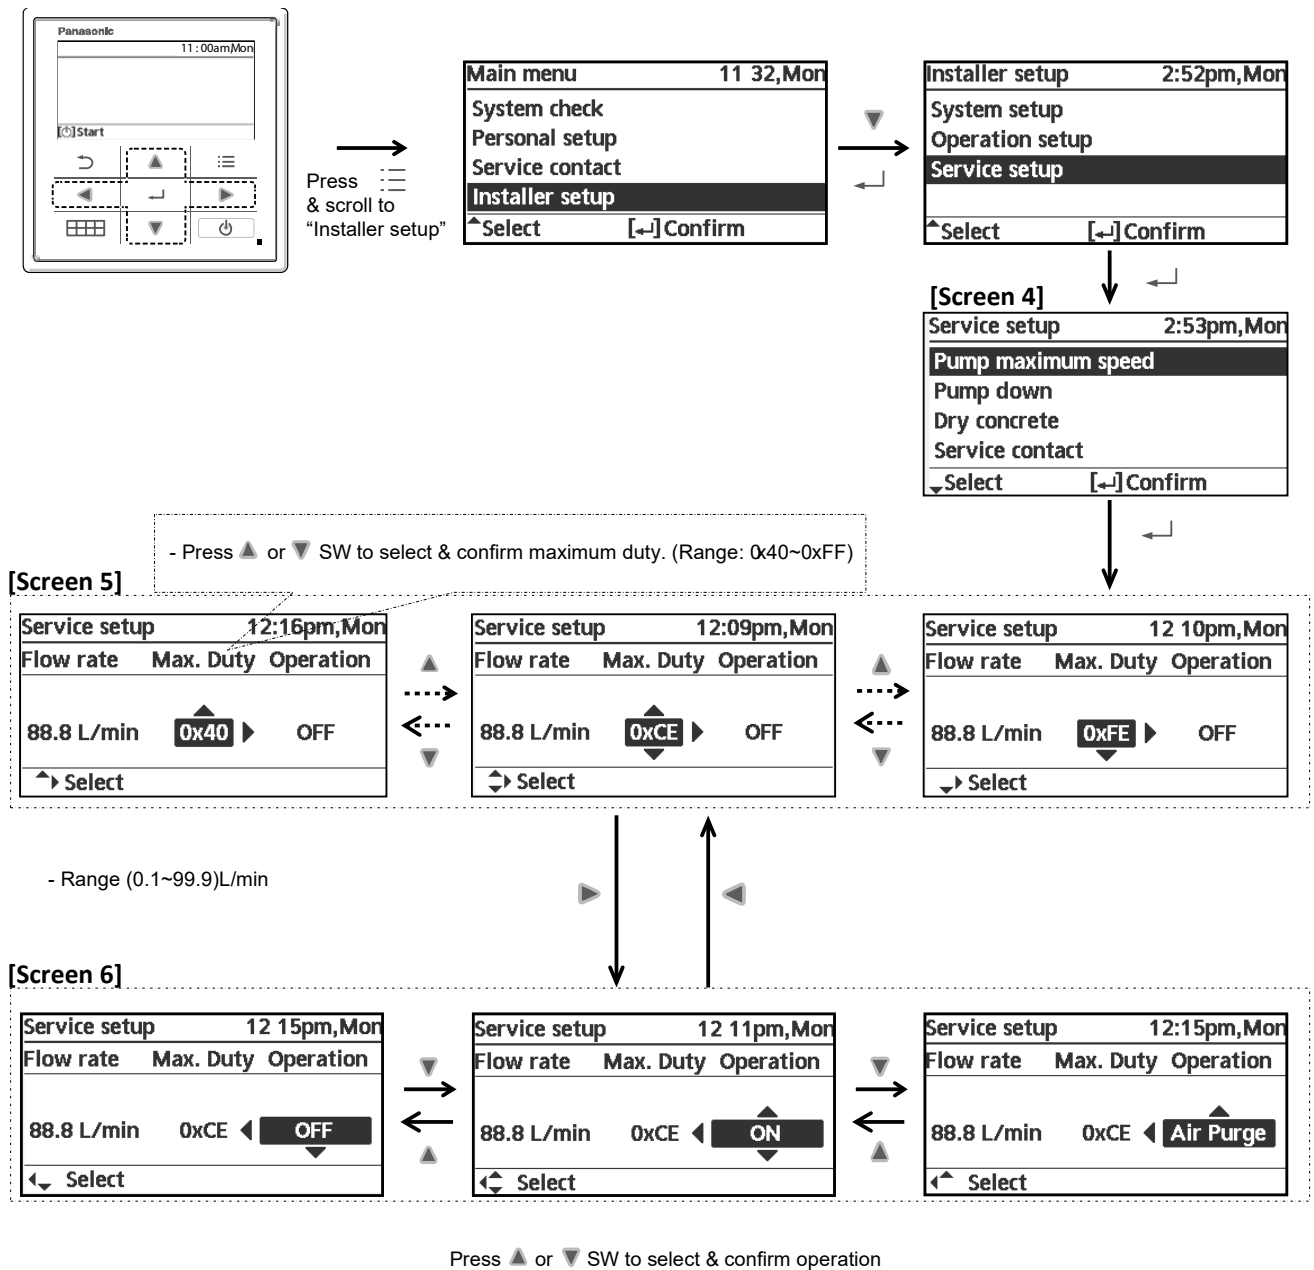 Panasonic
11:00am,Mon
[⏻]Start
Press
& scroll to
“Installer setup”
Main menu 11 32,Mon
System check
Personal setup
Service contact
Installer setup
Select [↵]Confirm
Installer setup 2:52pm,Mon
System setup
Operation setup
Service setup
Select [↵]Confirm
[Screen 4]
Service setup 2:53pm,Mon
Pump maximum speed
Pump down
Dry concrete
Service contact
Select [↵]Confirm
- Press ▲ or ▼ SW to select & confirm maximum duty. (Range: 0x40~0xFF)
[Screen 5]
Service setup 12:16pm,Mon
Flow rate Max. Duty Operation
88.8 L/min 0x40 OFF
Select
Service setup 12:09pm,Mon
Flow rate Max. Duty Operation
88.8 L/min 0xCE OFF
Select
Service setup 12 10pm,Mon
Flow rate Max. Duty Operation
88.8 L/min 0xFE OFF
Select
- Range (0.1~99.9)L/min
[Screen 6]
Service setup 12 15pm,Mon
Flow rate Max. Duty Operation
88.8 L/min 0xCE OFF
Select
Service setup 12 11pm,Mon
Flow rate Max. Duty Operation
88.8 L/min 0xCE ON
Select
Service setup 12:15pm,Mon
Flow rate Max. Duty Operation
88.8 L/min 0xCE Air Purge
Select
Press ▲ or ▼ SW to select & confirm operation